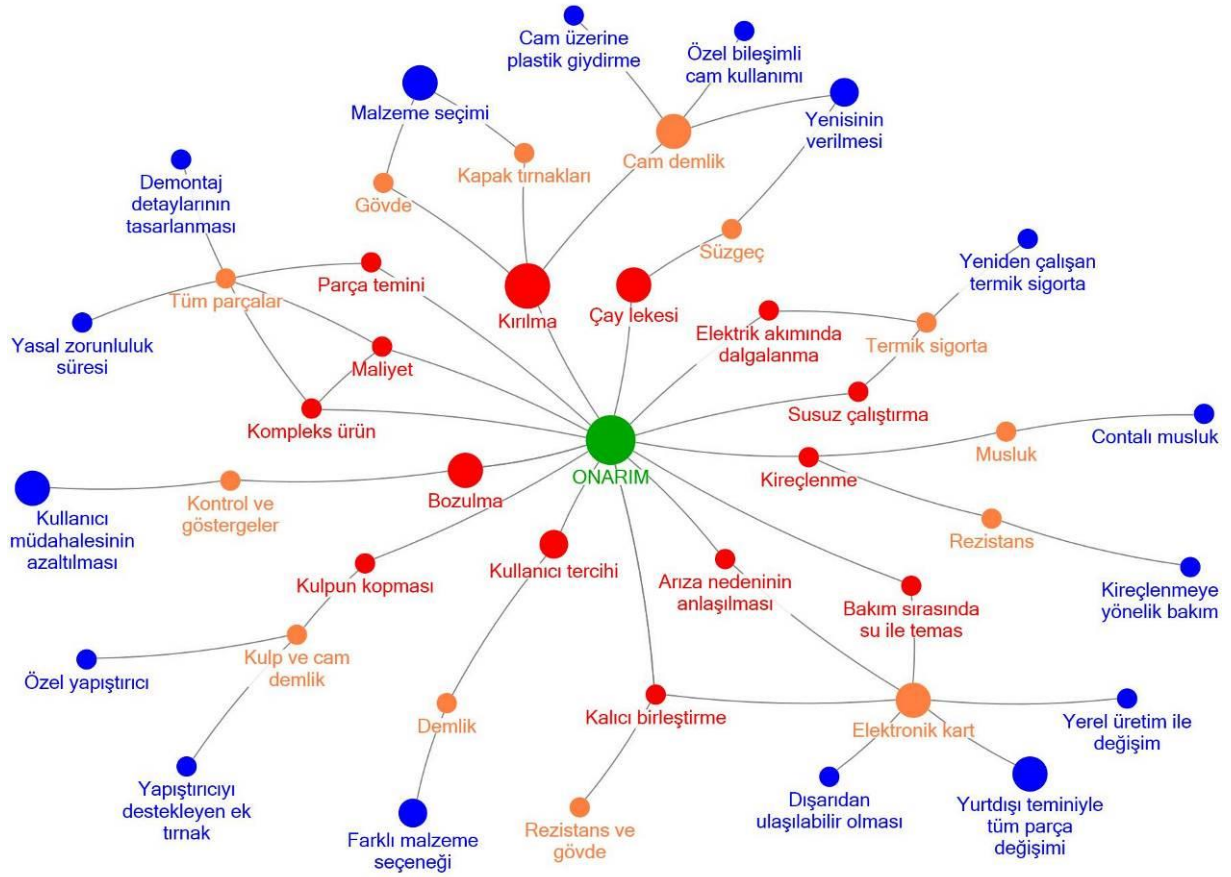 Cam üzerine
plastik giydirme
Özel bileşimli
cam kullanımı
Malzeme seçimi
Yenisinin
verilmesi
Cam demlik
Kapak tırnakları
Gövde
Demontaj
detaylarının
tasarlanması
Süzgeç
Yeniden çalışan
termik sigorta
Parça temini
Tüm parçalar
Kırılma
Çay lekesi
Elektrik akımında
dalgalanma
Termik sigorta
Yasal zorunluluk
süresi
Maliyet
Kompleks ürün
Susuz çalıştırma
Contalı musluk
Musluk
ONARIM
Kireçlenme
Bozulma
Kontrol ve
göstergeler
Kullanıcı
müdahalesinin
azaltılması
Rezistans
Kullanıcı tercihi
Arıza nedeninin
anlaşılması
Kulpun kopması
Bakım sırasında
su ile temas
Kireçlenmeye
yönelik bakım
Kulp ve cam
demlik
Özel yapıştırıcı
Demlik
Kalıcı birleştirme
Elektronik kart
Yerel üretim ile
değişim
Yapıştırıcıyı
destekleyen ek
tırnak
Dışarıdan
ulaşılabilir olması
Yurtdışı teminiyle
tüm parça
değişimi
Farklı malzeme
seçeneği
Rezistans ve
gövde